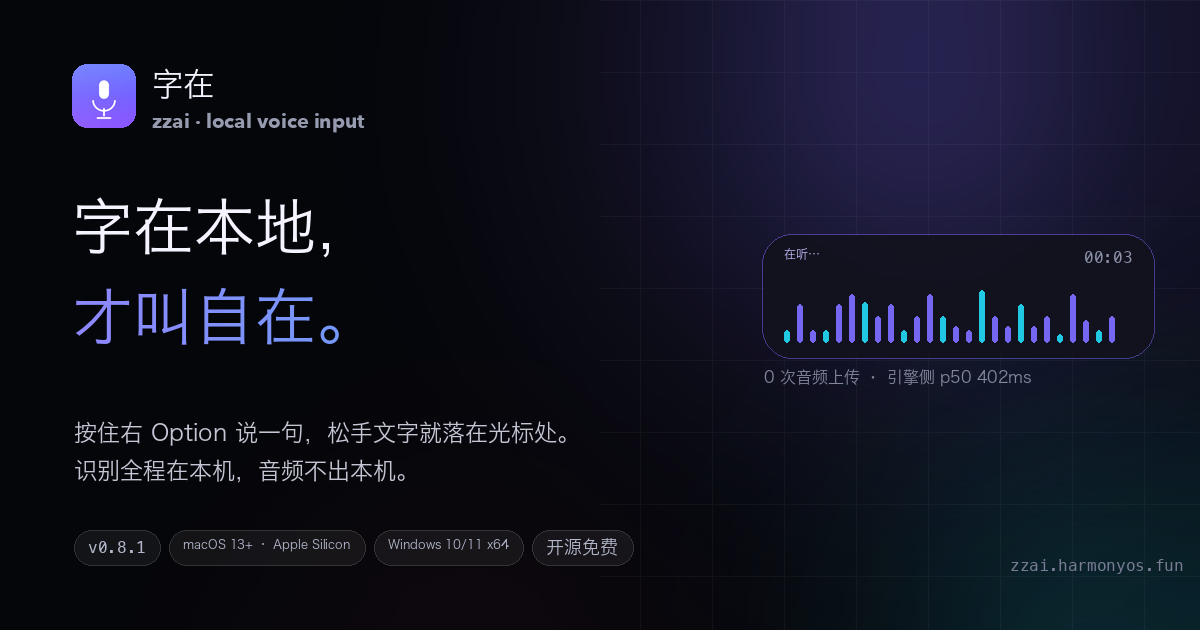 字在
zzai · local voice input
字在本地，
才叫自在。
在听…
00:03
0 次音频上传 · 引擎侧 p50 402ms
按住右 Option 说一句，松手文字就落在光标处。
识别全程在本机，音频不出本机。
v0.8.1
macOS 13+ · Apple Silicon
Windows 10/11 x64
开源免费
zzai.harmonyos.fun